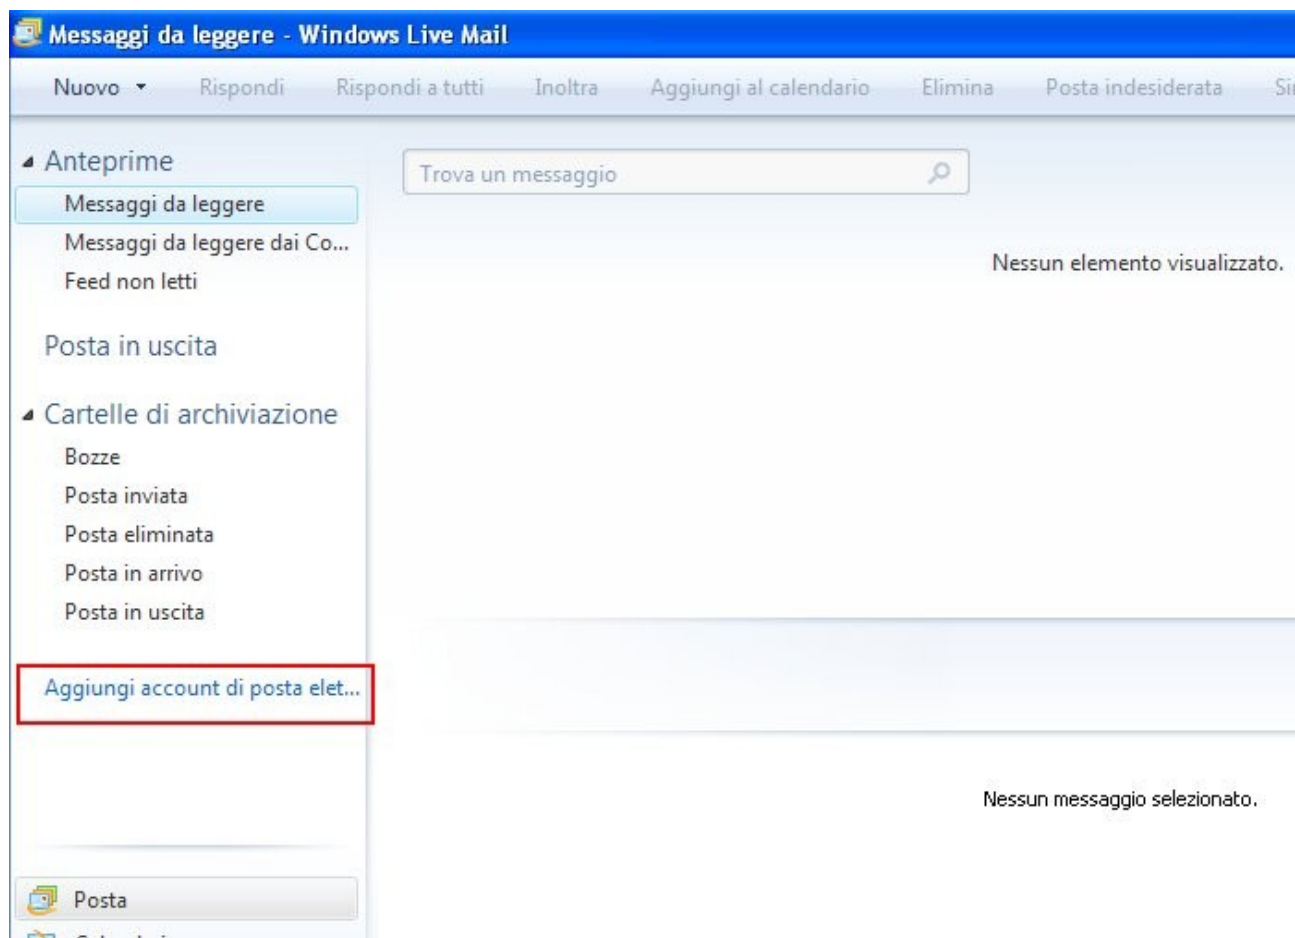 Messaggi da leggere - Windows Live Mail
Nuovo Rispondi Rispondi a tutti Inoltra Aggiungi al calendario Elimina Posta indesiderata
Anteprime
Trova un messaggio
Messaggi da leggere
Messaggi da leggere dai Co...
Nessun elemento visualizzato.
Feed non letti
Posta in uscita
Cartelle di archiviazione
Bozze
Posta inviata
Posta eliminata
Posta in arrivo
Posta in uscita
Aggiungi account di posta elet...
Nessun messaggio selezionato.
Posta